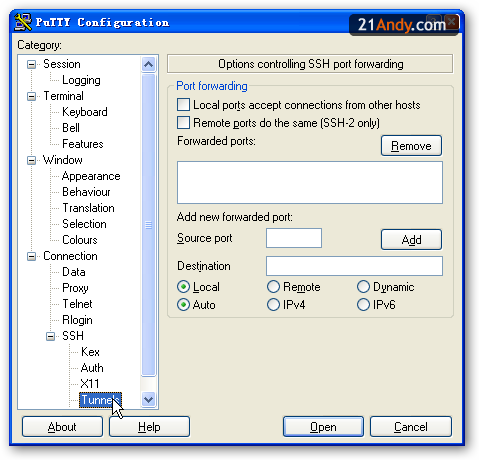 PuTTY Configuration
21Andy.com
Category:
Session
Logging
Terminal
Keyboard
Bell
Features
Window
Appearance
Behaviour
Translation
Selection
Colours
Connection
Data
Proxy
Telnet
Rlogin
SSH
Kex
Auth
X11
Tunnels
Options controlling SSH port forwarding
Port forwarding
Local ports accept connections from other hosts
Remote ports do the same (SSH-2 only)
Forwarded ports:
Remove
Add new forwarded port:
Source port
Add
Destination
Local Remote Dynamic
Auto IPv4 IPv6
About Help Open Cancel